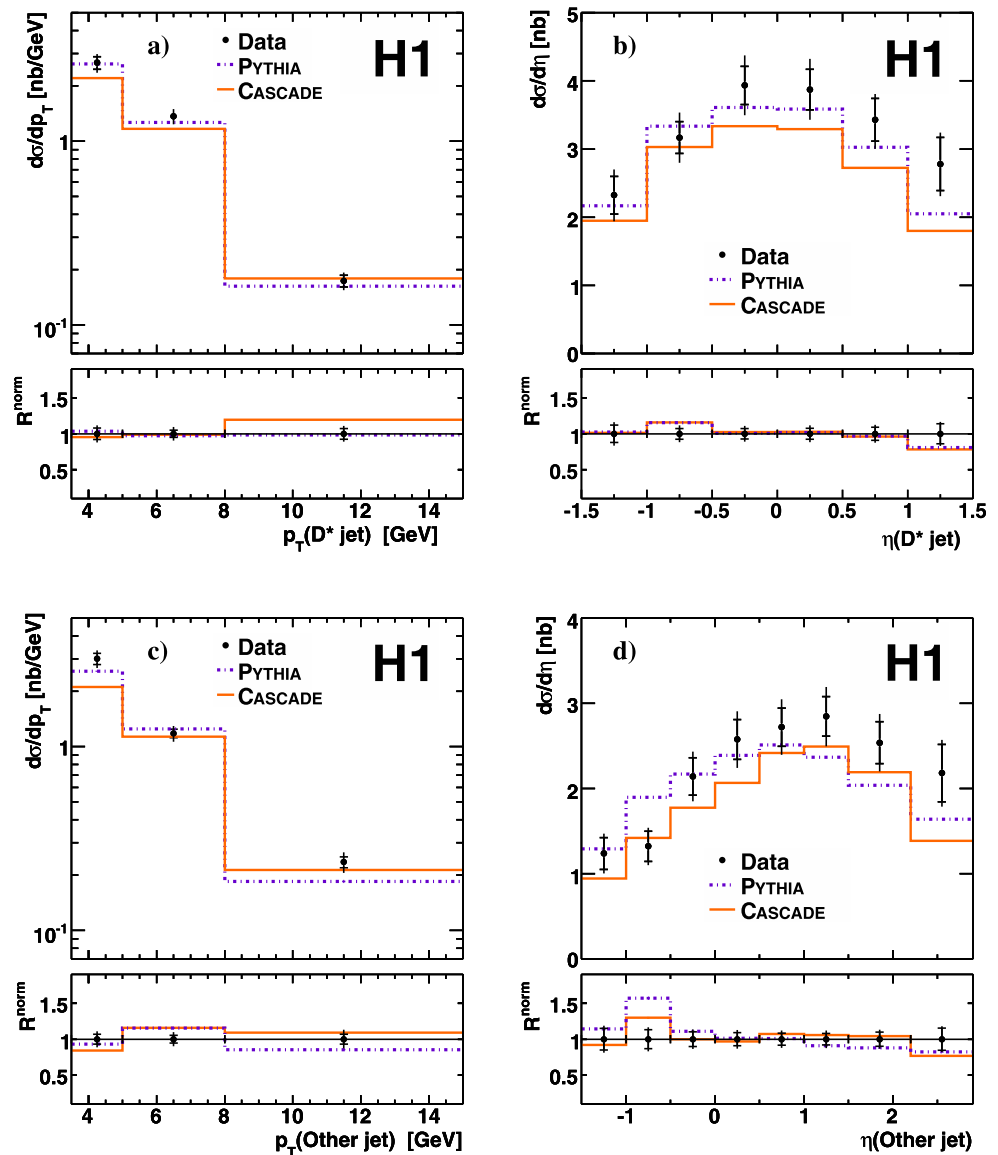 a)
Data
PYTHIA
CASCADE
H1
dσ/dp_T [nb/GeV]
1
10^-1
R^norm
1.5
1
0.5
4 6 8 10 12 14
p_T(D* jet) [GeV]
b)
H1
dσ/dη [nb]
5
4
3
2
1
0
Data
PYTHIA
CASCADE
R^norm
1.5
1
0.5
-1.5 -1 -0.5 0 0.5 1 1.5
η(D* jet)
c)
Data
PYTHIA
CASCADE
H1
dσ/dp_T [nb/GeV]
1
10^-1
R^norm
1.5
1
0.5
4 6 8 10 12 14
p_T(Other jet) [GeV]
d)
H1
dσ/dη [nb]
4
3
2
1
0
Data
PYTHIA
CASCADE
R^norm
1.5
1
0.5
-1 0 1 2
η(Other jet)